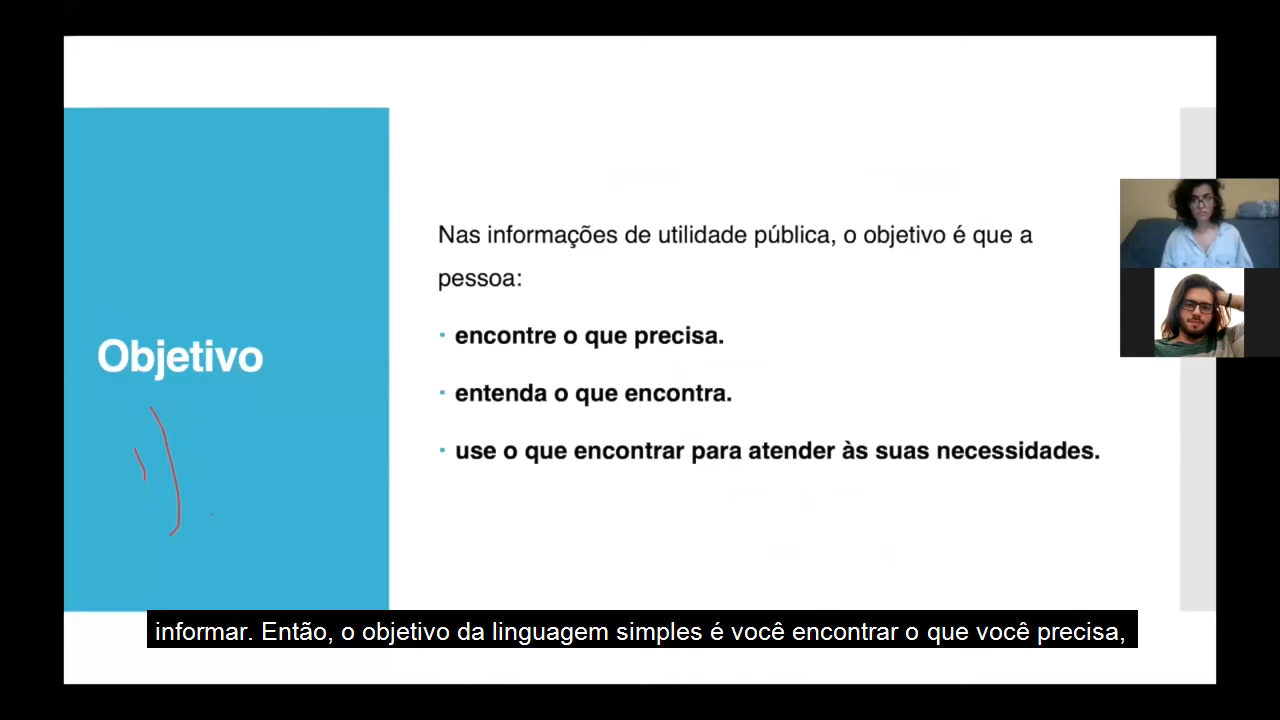 Objetivo
Nas informações de utilidade pública, o objetivo é que a
pessoa:
· encontre o que precisa.
· entenda o que encontra.
· use o que encontrar para atender às suas necessidades.
informar. Então, o objetivo da linguagem simples é você encontrar o que você precisa,